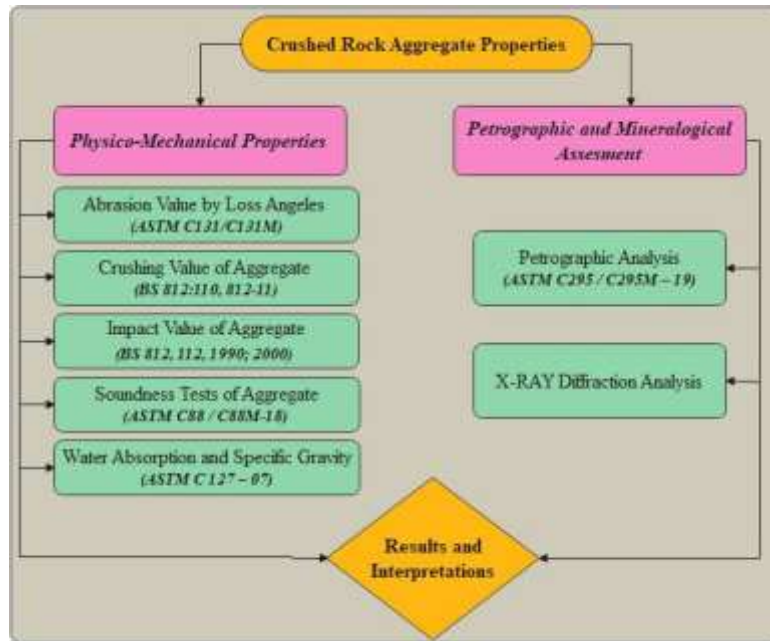 Crushed Rock Aggregate Properties
Physico-Mechanical Properties
Petrographic and Mineralogical
Assesment
Abrasion Value by Loss Angeles
(ASTM C131/C131M)
Crushing Value of Aggregate
(BS 812:110, 812-11)
Impact Value of Aggregate
(BS 812, 112, 1990; 2000)
Soundness Tests of Aggregate
(ASTM C88 / C88M-18)
Water Absorption and Specific Gravity
(ASTM C 127 – 07)
Petrographic Analysis
(ASTM C295 / C295M – 19)
X-RAY Diffraction Analysis
Results and
Interpretations